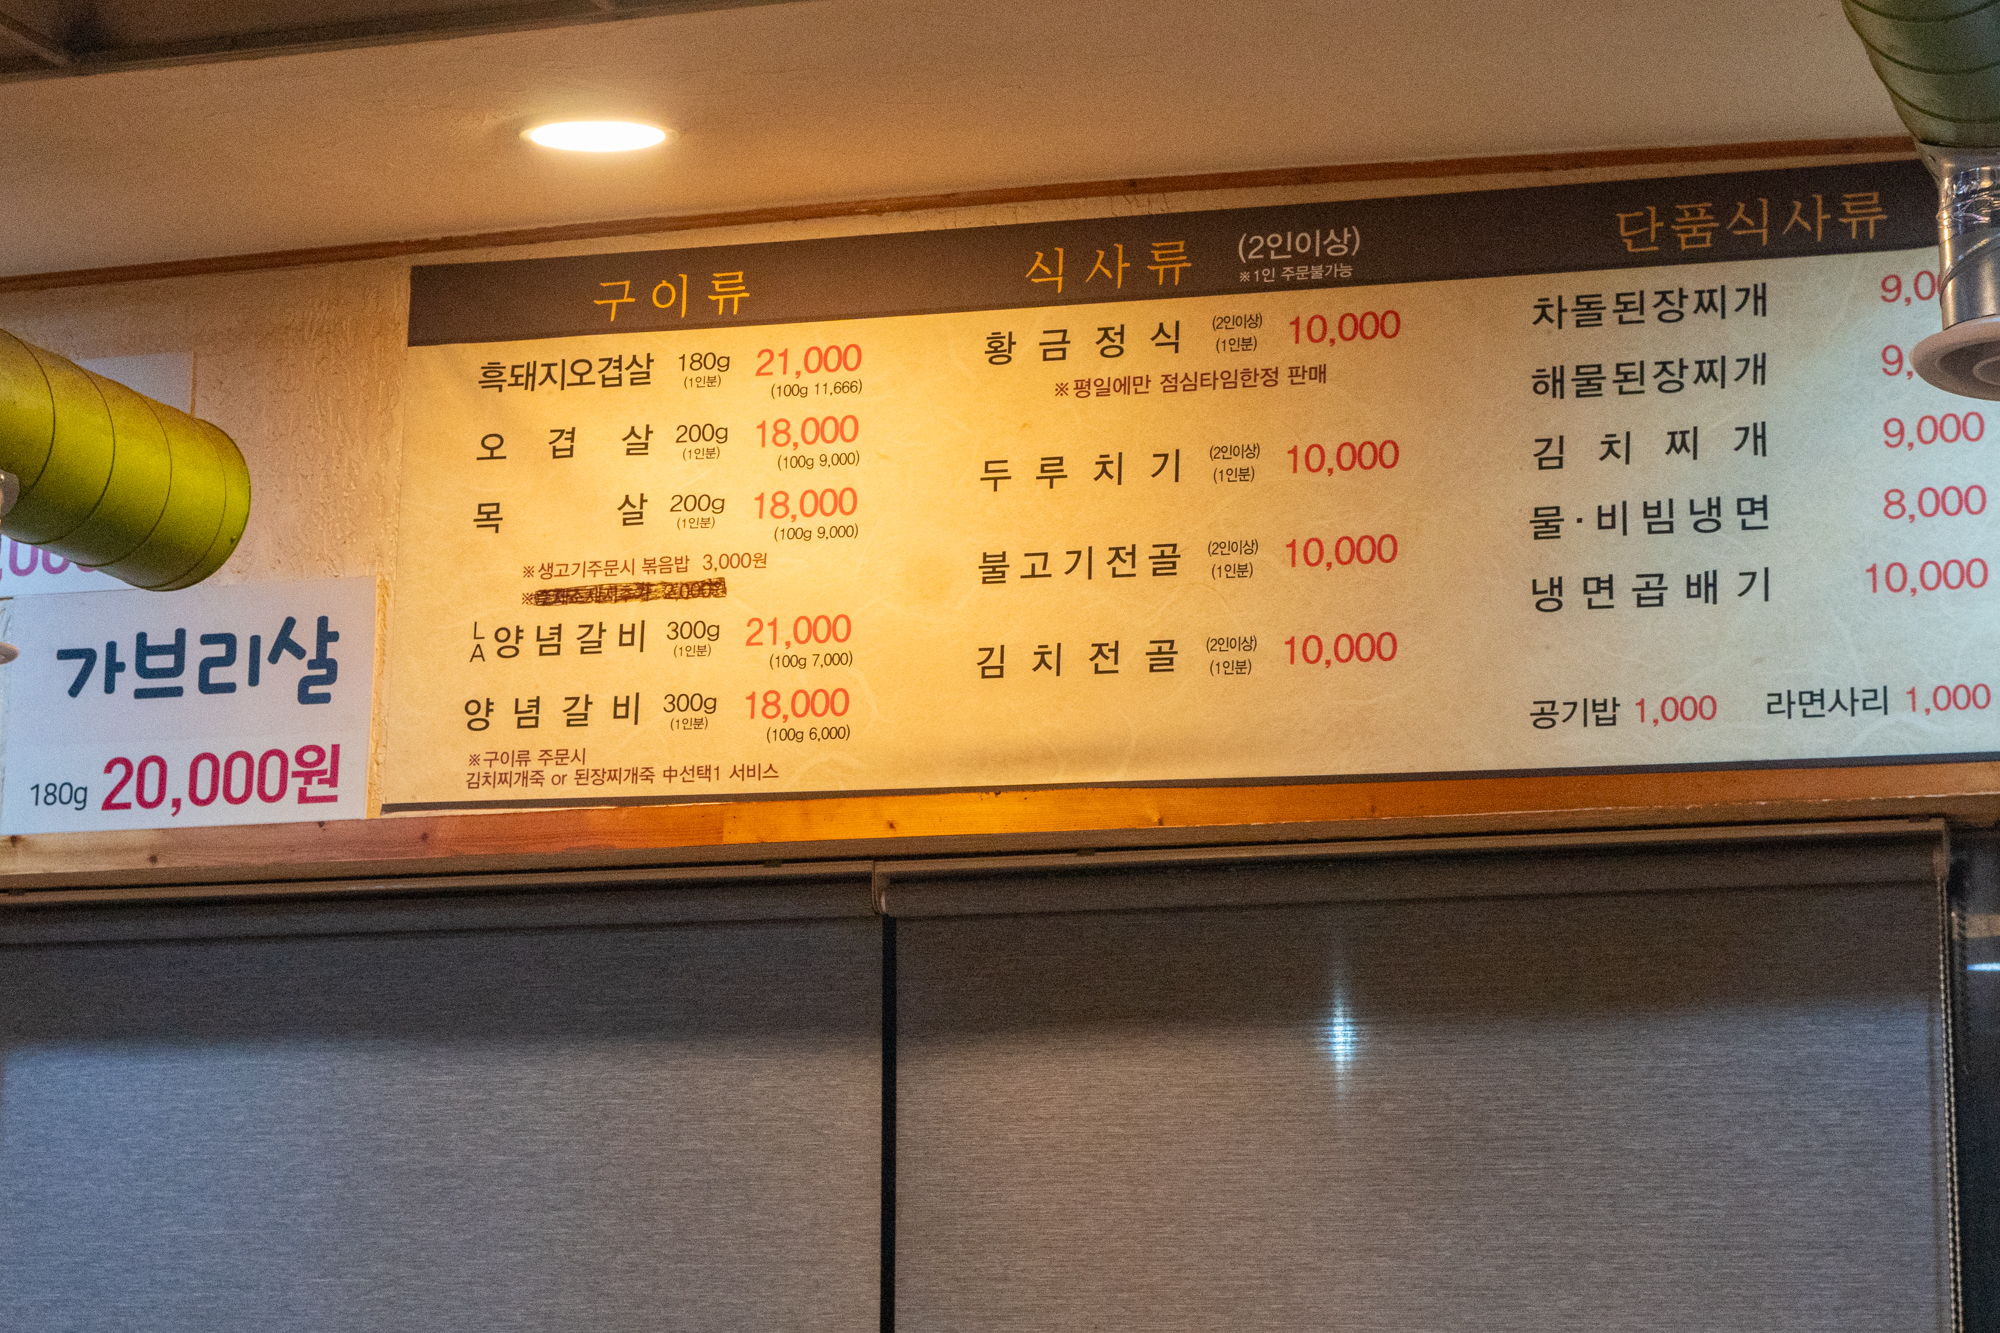 가브리살
180g 20,000원
구이류
흑돼지오겹살 180g (1인분) 21,000
(100g 11,666)
오겹살 200g (1인분) 18,000
(100g 9,000)
목살 200g (1인분) 18,000
(100g 9,000)
※생고기주문시 볶음밥 3,000원
LA양념갈비 300g (1인분) 21,000
(100g 7,000)
양념갈비 300g (1인분) 18,000
(100g 6,000)
※구이류 주문시
김치찌개죽 or 된장찌개죽 中선택1 서비스
식사류 (2인이상)
※1인 주문불가능
황금정식 (2인이상) (1인분) 10,000
※평일에만 점심타임한정 판매
두루치기 (2인이상) (1인분) 10,000
불고기전골 (2인이상) (1인분) 10,000
김치전골 (2인이상) (1인분) 10,000
단품식사류
차돌된장찌개
해물된장찌개
김치찌개 9,000
물·비빔냉면 8,000
냉면곱배기 10,000
공기밥 1,000 라면사리 1,000